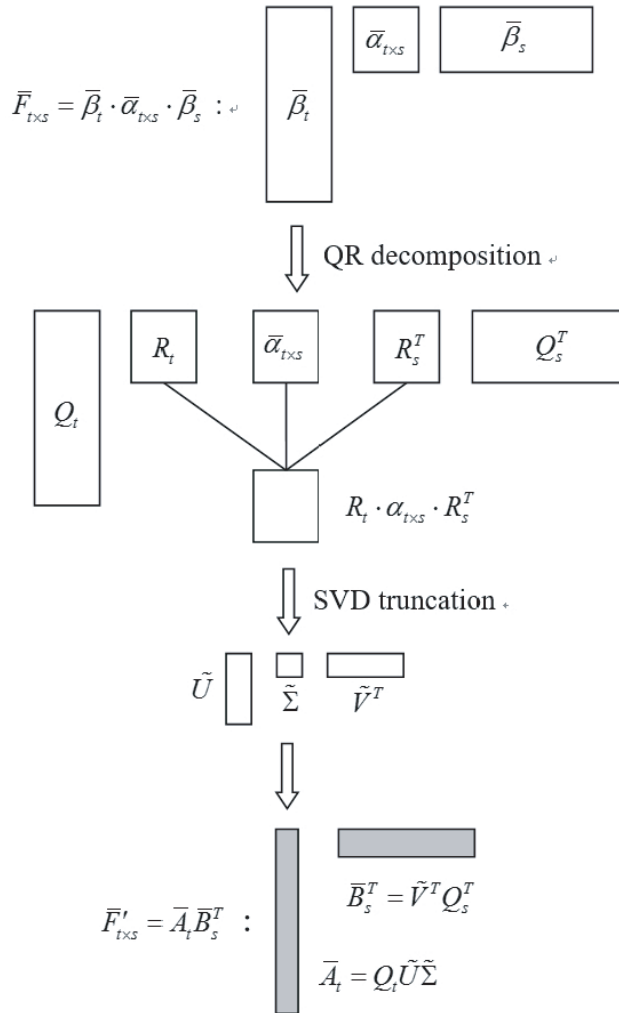 F̄_{t×s} = β̄_t · ᾱ_{t×s} · β̄_s :
β̄_t
ᾱ_{t×s}
β̄_s
QR decomposition
Q_t
R_t
ᾱ_{t×s}
R_s^T
Q_s^T
R_t · α_{t×s} · R_s^T
SVD truncation
Ũ
Σ̃
Ṽ^T
B̄_s^T = Ṽ^T Q_s^T
F̄'_{t×s} = Ā_t B̄_s^T :
Ā_t = Q_t Ũ Σ̃